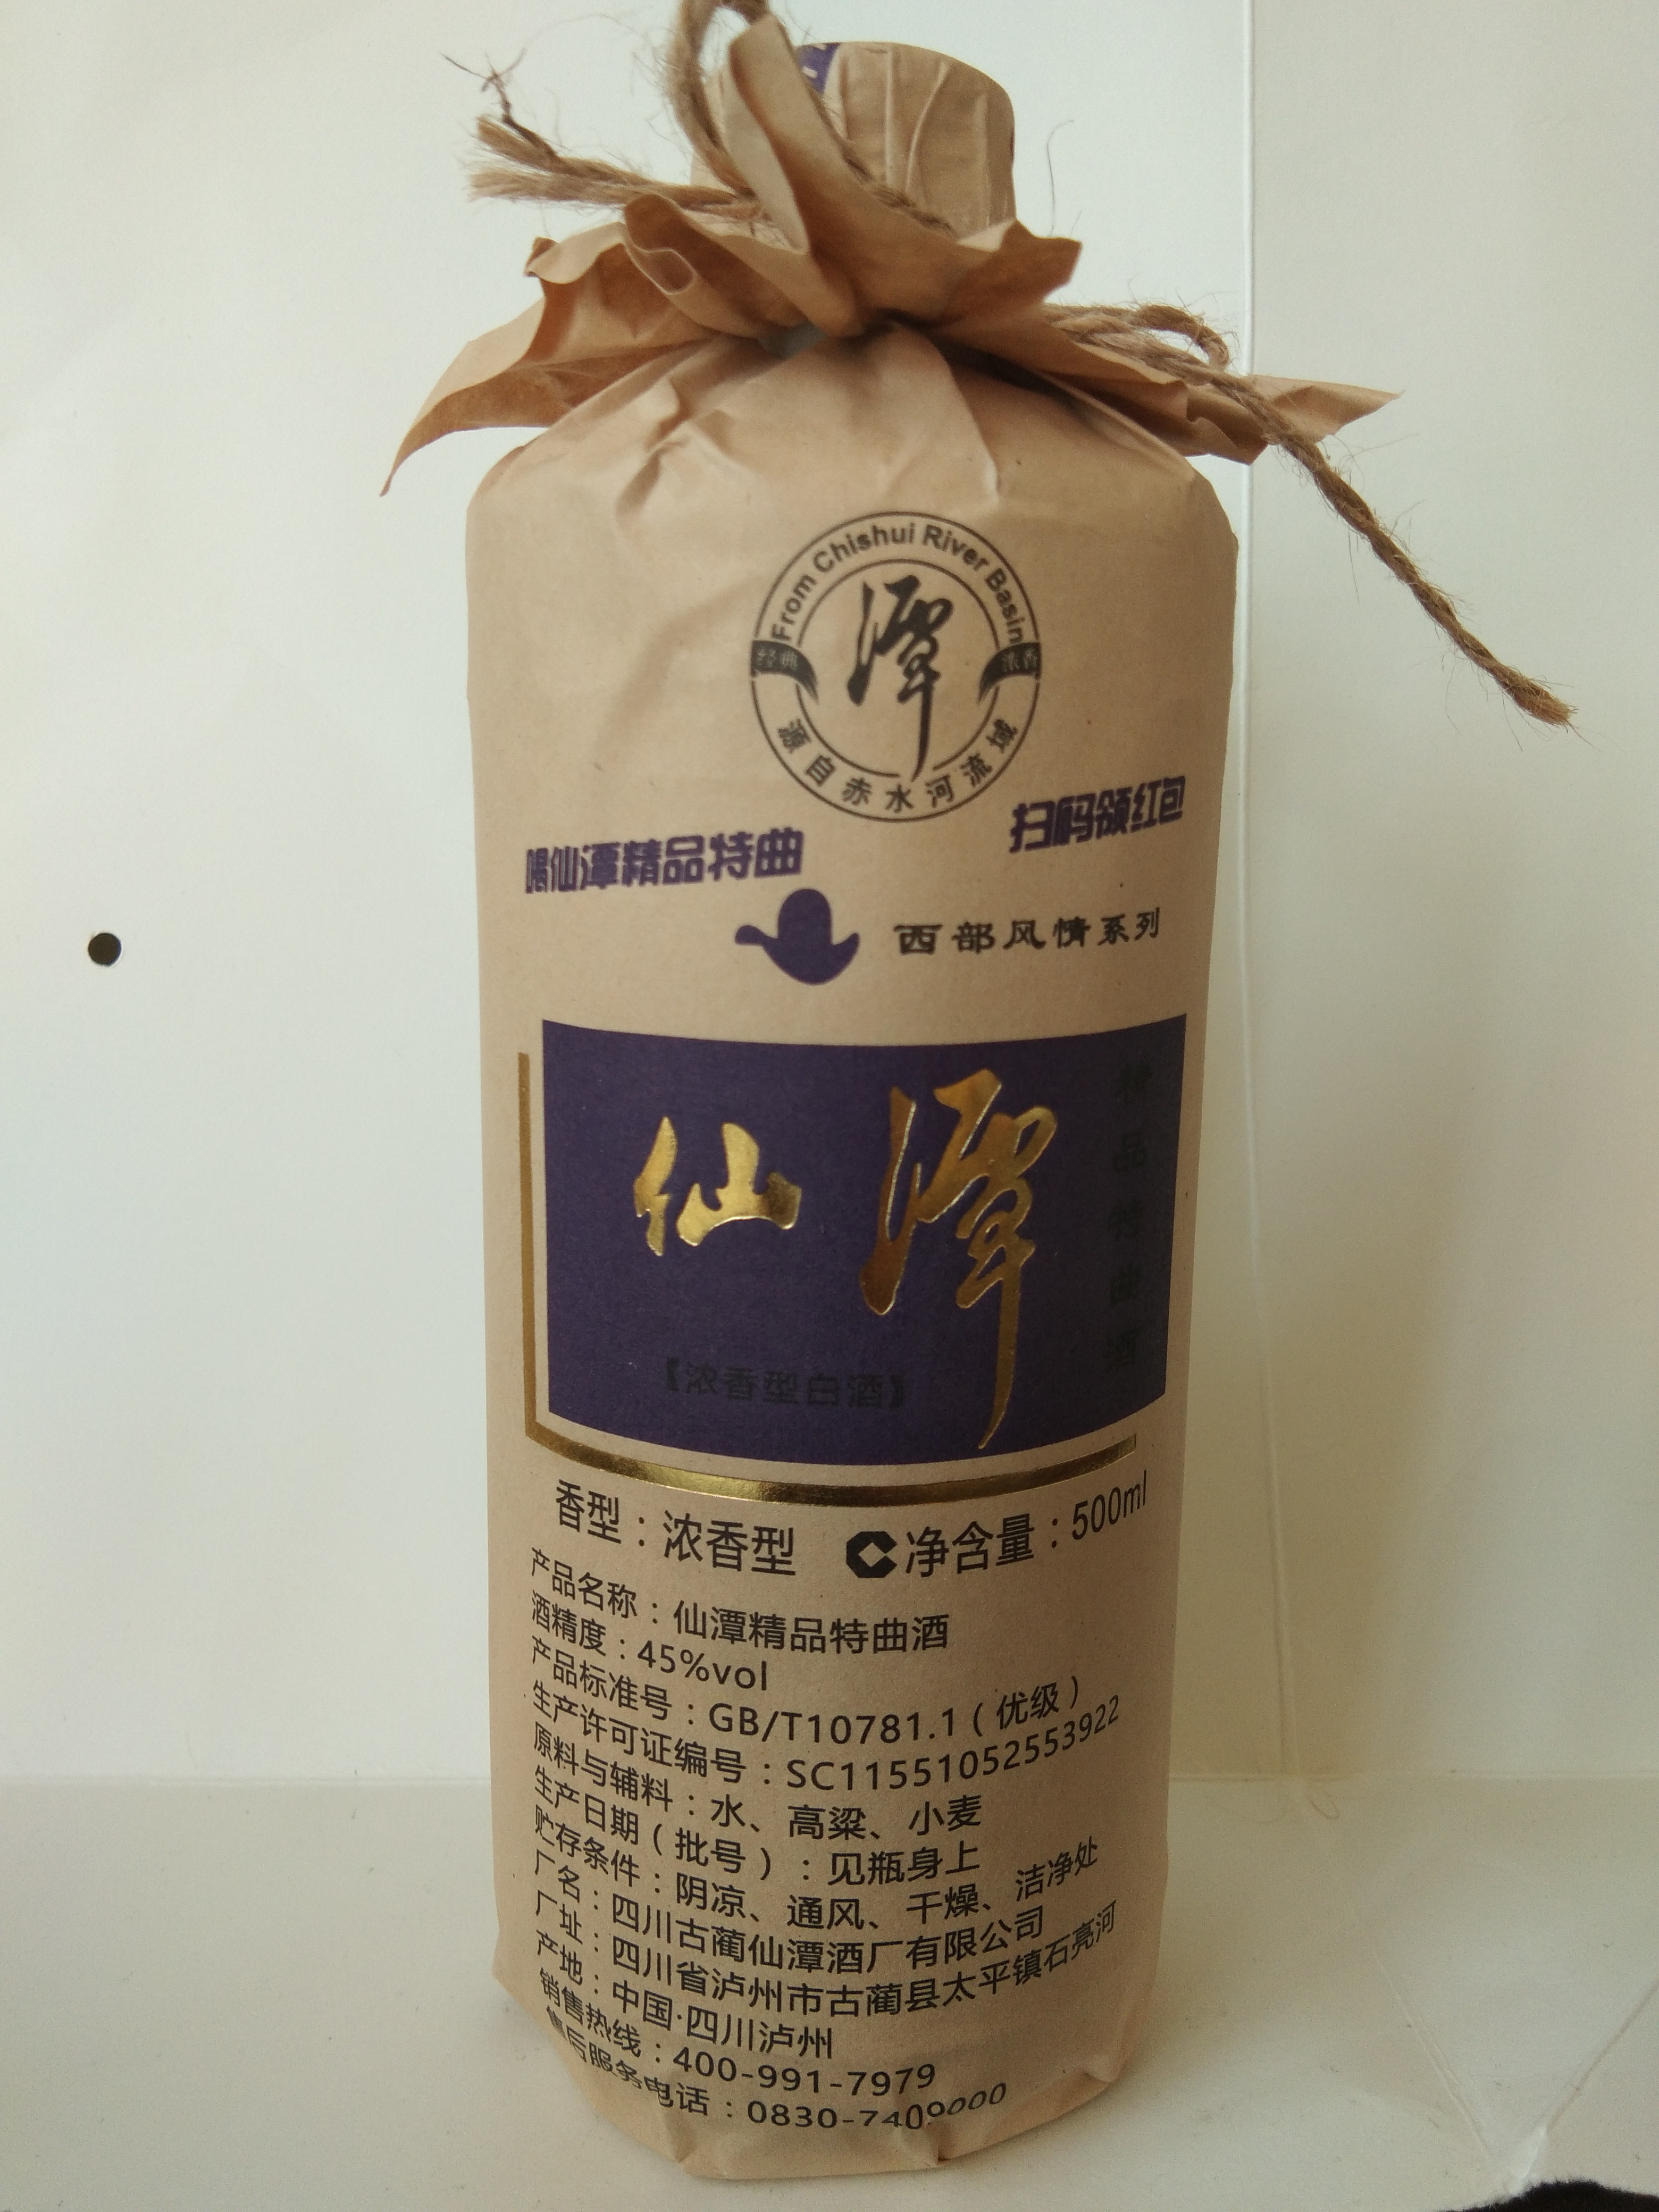 From Chishui River Basin
经典
潭
浓香
源自赤水河流域
喝仙潭精品特曲
扫码领红包
西部风情系列
仙潭
精品特曲酒
【浓香型白酒】
香型：浓香型 净含量：500ml
产品名称：仙潭精品特曲酒
酒精度：45%vol
产品标准号：GB/T10781.1（优级）
生产许可证编号：SC11551052553922
原料与辅料：水、高粱、小麦
生产日期（批号）：见瓶身上
贮存条件：阴凉、通风、干燥、洁净处
厂名：四川古蔺仙潭酒厂有限公司
厂址：四川省泸州市古蔺县太平镇石亮河
产地：中国·四川泸州
销售热线：400-991-7979
售后服务电话：0830-7409000